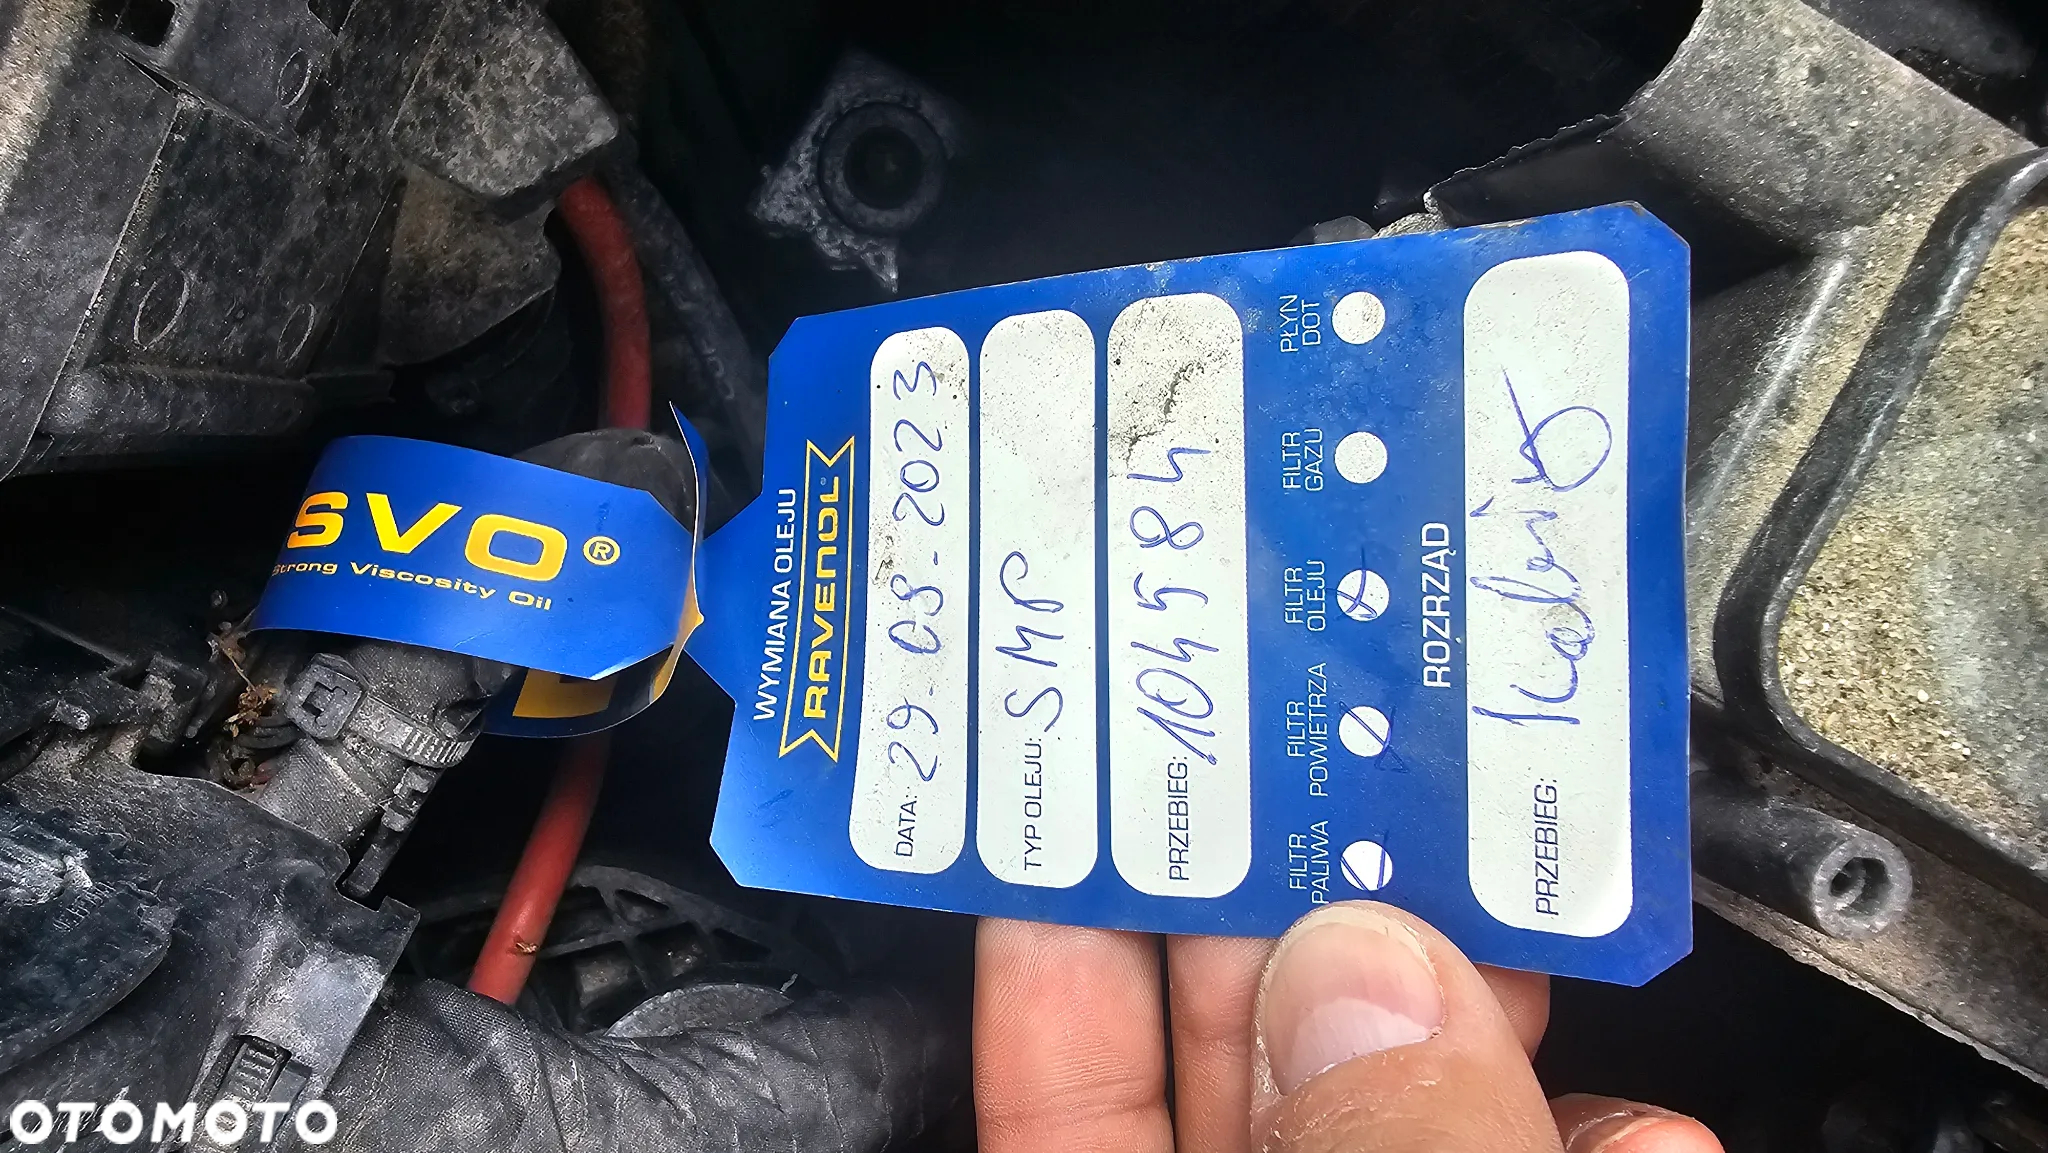 SVO®
Strong Viscosity Oil
WYMIANA OLEJU
RAVENOL
DATA: 29.08.2023
TYP OLEJU: SMP
PRZEBIEG: 104584
FILTR PALIWA
FILTR POWIETRZA
FILTR OLEJU
FILTR GAZU
PŁYN DOT
ROZRZĄD
PRZEBIEG:
OTOMOTO